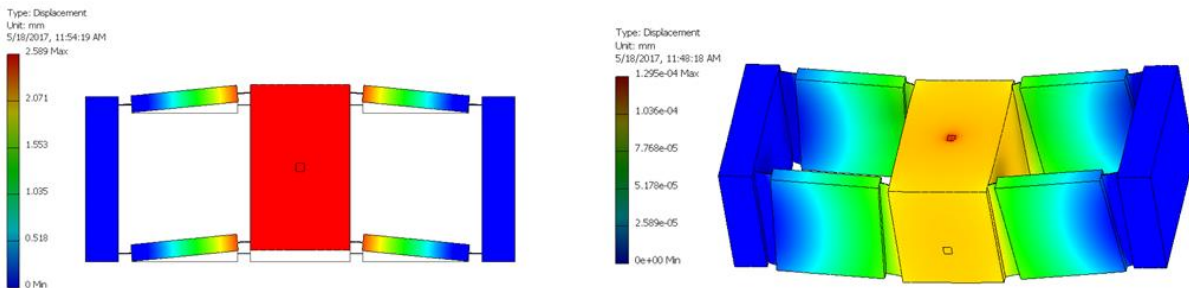 Type: Displacement
Unit: mm
5/18/2017, 11:54:19 AM
2.589 Max
2.071
1.553
1.035
0.518
0 Min
Type: Displacement
Unit: mm
5/18/2017, 11:48:18 AM
1.295e-04 Max
1.036e-04
7.768e-05
5.178e-05
2.589e-05
0e+00 Min